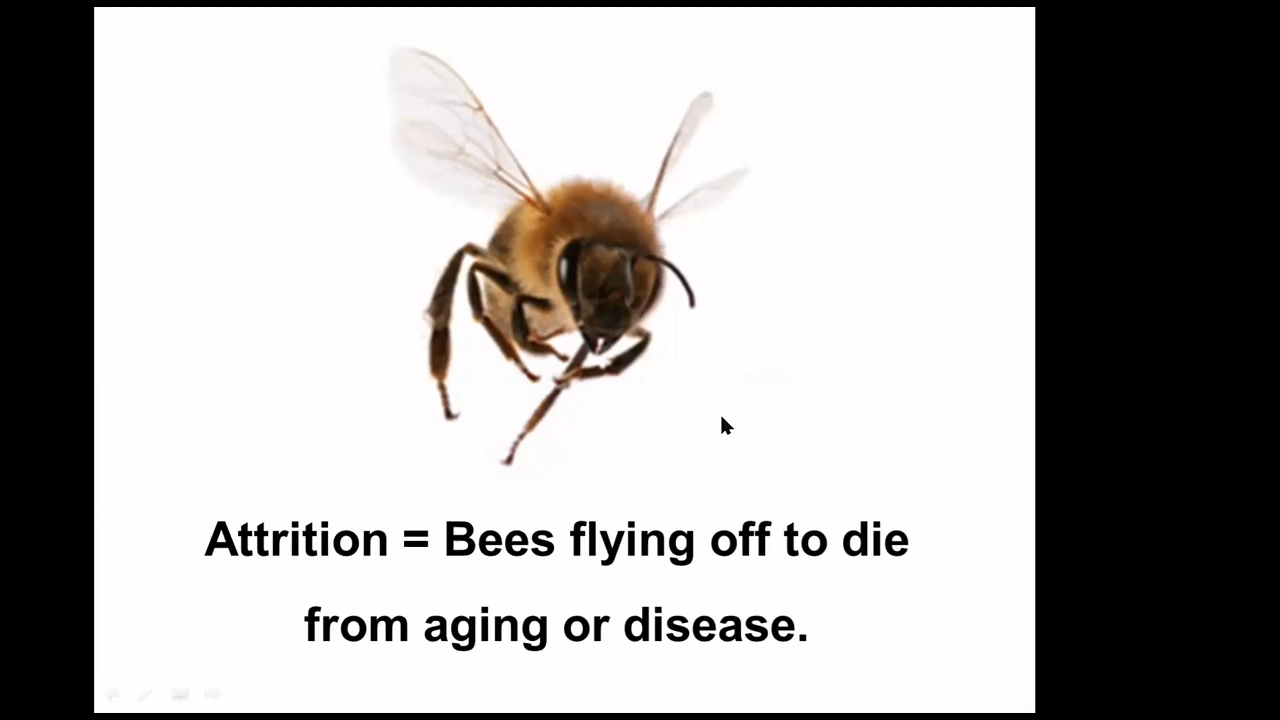 Attrition = Bees flying off to die
from aging or disease.